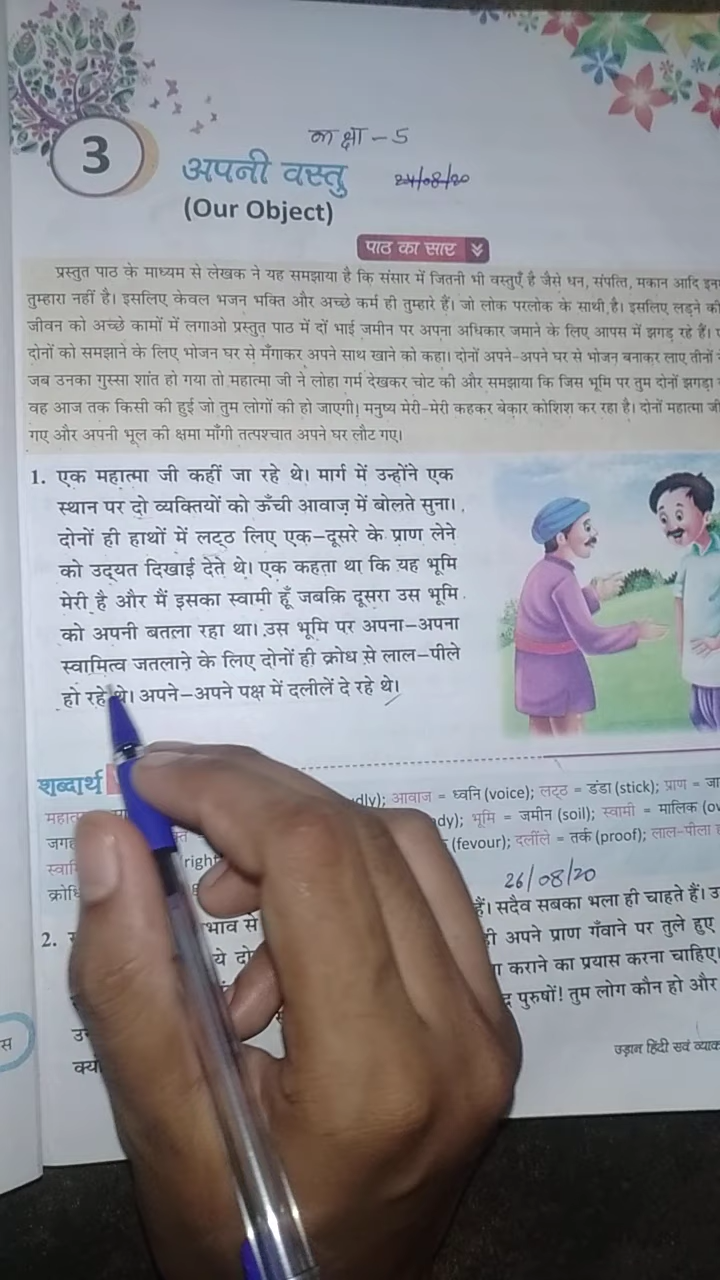 कक्षा - 5
3
अपनी वस्तु
24/08/20
(Our Object)
पाठ का सार
प्रस्तुत पाठ के माध्यम से लेखक ने यह समझाया है कि संसार में जितनी भी वस्तुएँ है जैसे धन, संपत्ति, मकान आदि
तुम्हारा नहीं है। इसलिए केवल भजन भक्ति और अच्छे कर्म ही तुम्हारे हैं। जो लोक परलोक के साथी है। इसलिए लड़ने
जीवन को अच्छे कामों में लगाओ प्रस्तुत पाठ में दों भाई जमीन पर अपना अधिकार जमाने के लिए आपस में झगड़ रहे हैं।
दोनों को समझाने के लिए भोजन घर से मँगाकर अपने साथ खाने को कहा। दोनों अपने-अपने घर से भोजन बनाकर लाए तीनों
जब उनका गुस्सा शांत हो गया तो महात्मा जी ने लोहा गर्म देखकर चोट की और समझाया कि जिस भूमि पर तुम दोनों झगड़ा
वह आज तक किसी की हुई जो तुम लोगों की हो जाएगी। मनुष्य मेरी-मेरी कहकर बेकार कोशिश कर रहा है। दोनों महात्मा
गए और अपनी भूल की क्षमा माँगी तत्पश्चात अपने घर लौट गए।
1. एक महात्मा जी कहीं जा रहे थे। मार्ग में उन्होंने एक
स्थान पर दो व्यक्तियों को ऊँची आवाज़ में बोलते सुना।
दोनों ही हाथों में लट्ठ लिए एक-दूसरे के प्राण लेने
को उद्यत दिखाई देते थे। एक कहता था कि यह भूमि
मेरी है और मैं इसका स्वामी हूँ जबकि दूसरा उस भूमि
को अपनी बतला रहा था। उस भूमि पर अपना-अपना
स्वामित्व जतलाने के लिए दोनों ही क्रोध से लाल-पीले
हो रहे थे। अपने-अपने पक्ष में दलीलें दे रहे थे।
शब्दार्थ
आवाज = ध्वनि (voice); लट्ठ = डंडा (stick); प्राण =
भूमि = जमीन (soil); स्वामी = मालिक
(fevour); दलीलें = तर्क (proof); लाल-पीला
26/08/20
2. भाव से हैं। सदैव सबका भला ही चाहते हैं।
ये ही अपने प्राण गँवाने पर तुले हुए
कराने का प्रयास करना चाहिए।
पुरुषों! तुम लोग कौन हो और
उड़ान हिंदी सवं